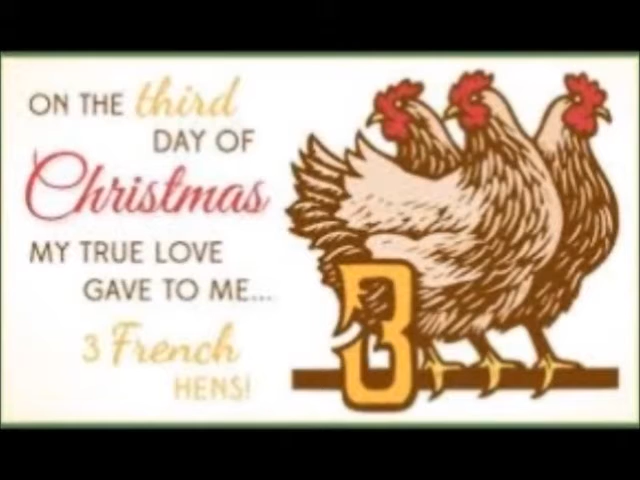 ON THE third
DAY OF
Christmas
MY TRUE LOVE
GAVE TO ME...
3 French
HENS!
3